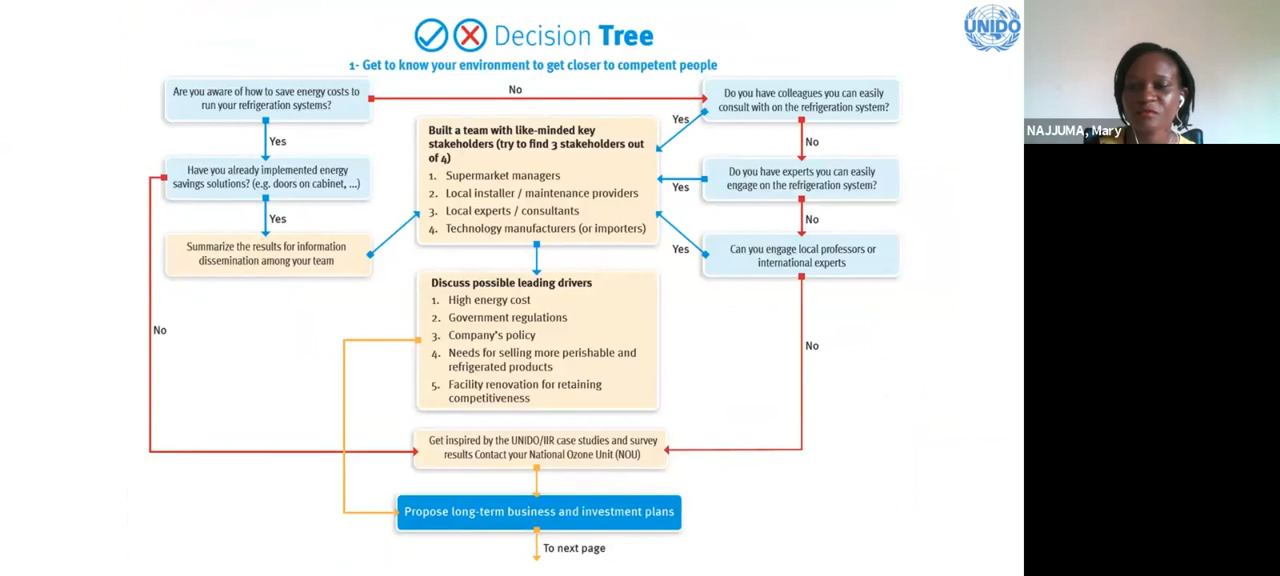 Decision Tree
UNIDO
1- Get to know your environment to get closer to competent people
Are you aware of how to save energy costs to
run your refrigeration systems?
No
Do you have colleagues you can easily
consult with on the refrigeration system?
Yes
Yes
No
Built a team with like-minded key
stakeholders (try to find 3 stakeholders out
of 4)
1. Supermarket managers
2. Local installer / maintenance providers
3. Local experts / consultants
4. Technology manufacturers (or importers)
Have you already implemented energy
savings solutions? (e.g. doors on cabinet, ...)
Do you have experts you can easily
engage on the refrigeration system?
Yes
Yes
No
Summarize the results for information
dissemination among your team
Yes
Can you engage local professors or
international experts
Discuss possible leading drivers
1. High energy cost
2. Government regulations
3. Company's policy
4. Needs for selling more perishable and
refrigerated products
5. Facility renovation for retaining
competitiveness
No
No
Get inspired by the UNIDO/IIR case studies and survey
results Contact your National Ozone Unit (NOU)
Propose long-term business and investment plans
To next page
NAJJUMA, Mary